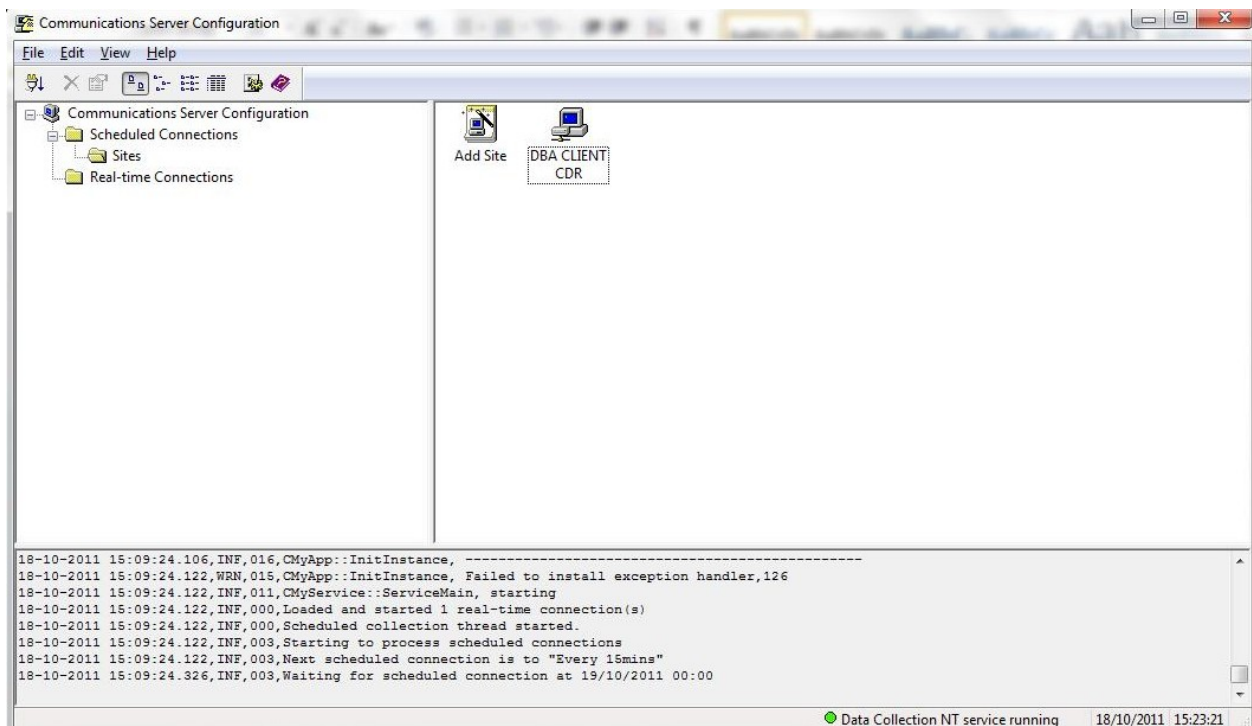 Communications Server Configuration
File Edit View Help
Communications Server Configuration
Scheduled Connections
Sites
Real-time Connections
Add Site
DBA CLIENT
CDR
18-10-2011 15:09:24.106,INF,016,CMyApp::InitInstance, ------------------------------------------------
18-10-2011 15:09:24.122,WRN,015,CMyApp::InitInstance, Failed to install exception handler,126
18-10-2011 15:09:24.122,INF,011,CMyService::ServiceMain, starting
18-10-2011 15:09:24.122,INF,000,Loaded and started 1 real-time connection(s)
18-10-2011 15:09:24.122,INF,000,Scheduled collection thread started.
18-10-2011 15:09:24.122,INF,003,Starting to process scheduled connections
18-10-2011 15:09:24.122,INF,003,Next scheduled connection is to "Every 15mins"
18-10-2011 15:09:24.326,INF,003,Waiting for scheduled connection at 19/10/2011 00:00
Data Collection NT service running 18/10/2011 15:23:21